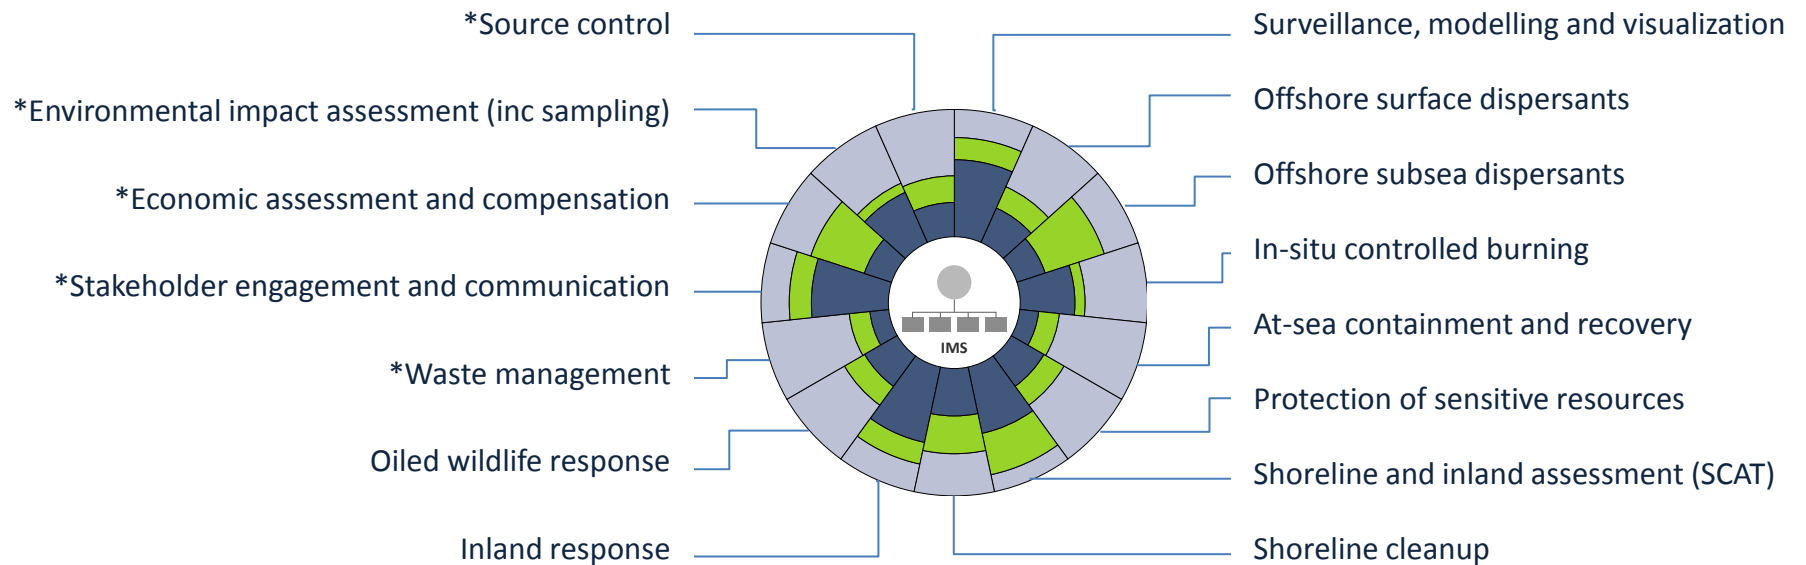 *Source control
*Environmental impact assessment (inc sampling)
*Economic assessment and compensation
*Stakeholder engagement and communication
*Waste management
Oiled wildlife response
Inland response
IMS
Surveillance, modelling and visualization
Offshore surface dispersants
Offshore subsea dispersants
In-situ controlled burning
At-sea containment and recovery
Protection of sensitive resources
Shoreline and inland assessment (SCAT)
Shoreline cleanup